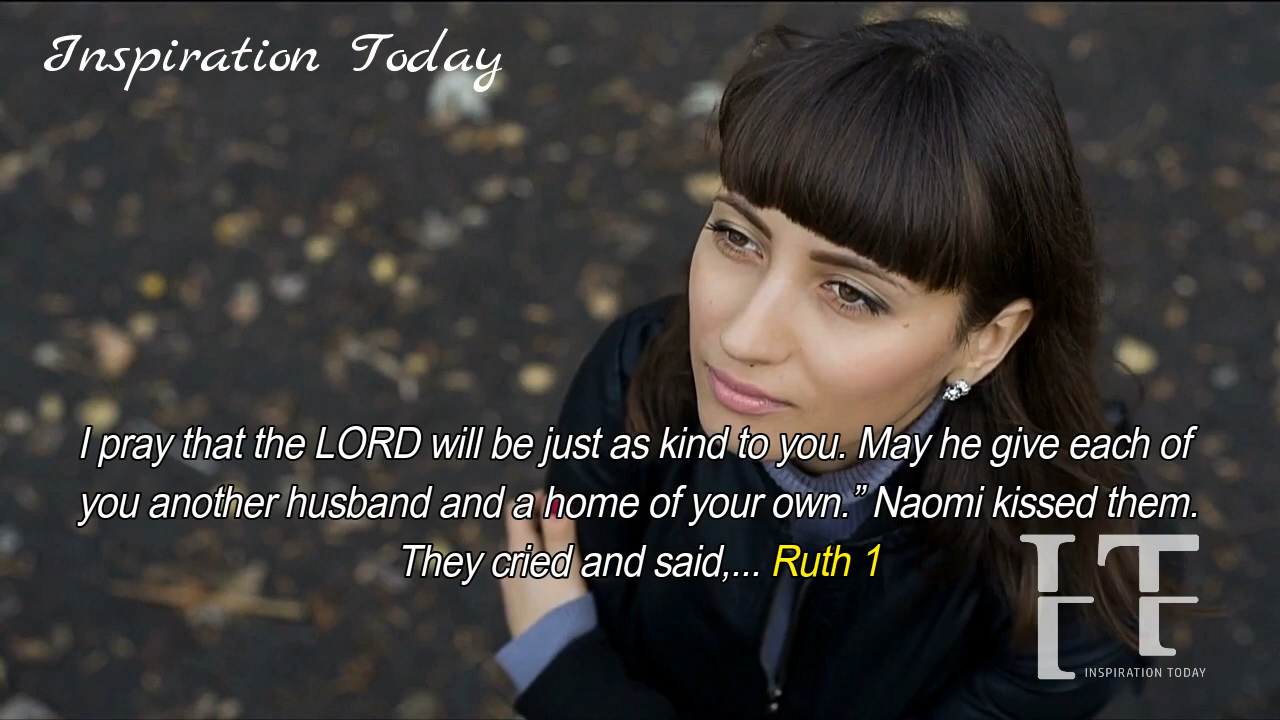 Inspiration Today
I pray that the LORD will be just as kind to you. May he give each of
you another husband and a home of your own.” Naomi kissed them.
They cried and said,... Ruth 1
INSPIRATION TODAY